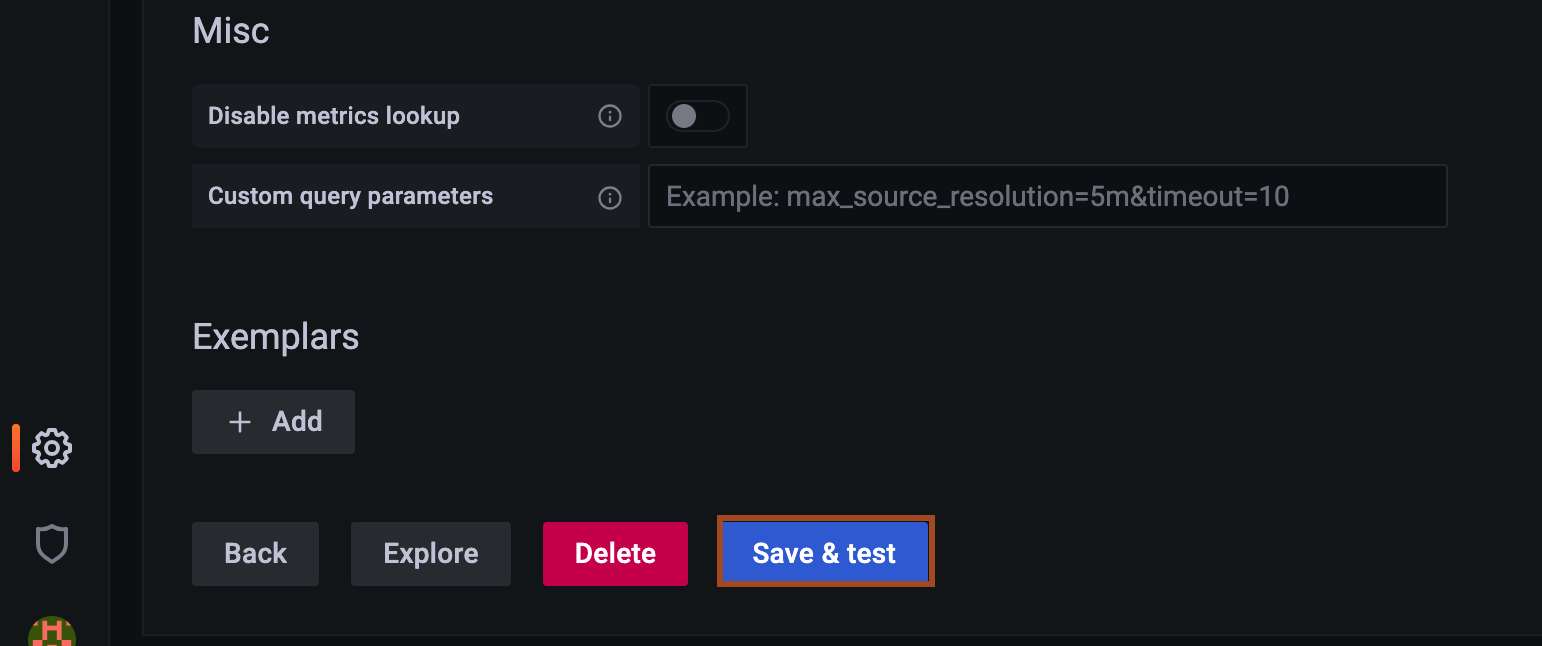 Misc
Disable metrics lookup
Custom query parameters
Example: max_source_resolution=5m&timeout=10
Exemplars
+ Add
Back
Explore
Delete
Save & test